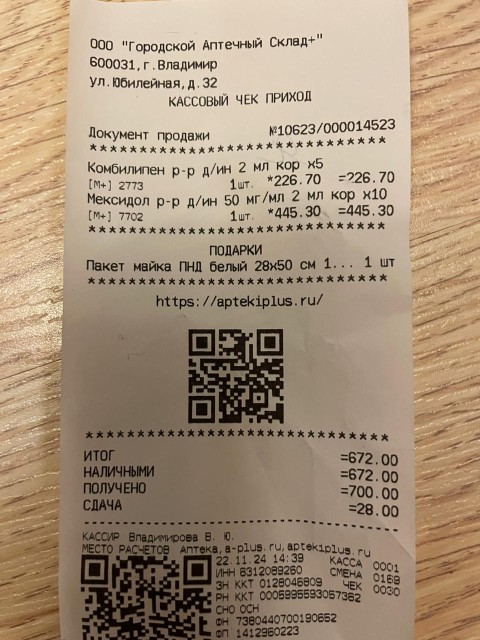 ООО "Городской Аптечный Склад+"
600031,г.Владимир
ул.Юбилейная,д.32
КАССОВЫЙ ЧЕК ПРИХОД
Документ продажи №10623/000014523
****************************
Комбилипен р-р д/ин 2 мл кор x5
[M+] 2773 1шт. *226.70 =226.70
Мексидол р-р д/ин 50 мг/мл 2 мл кор x10
[M+] 7702 1шт. *445.30 =445.30
****************************
ПОДАРКИ
Пакет майка ПНД белый 28x50 см 1... 1 шт
****************************
https://aptekiplus.ru/
****************************
ИТОГ =672.00
НАЛИЧНЫМИ =672.00
ПОЛУЧЕНО =700.00
СДАЧА =28.00
КАССИР Владимирова В. Ю.
МЕСТО РАСЧЕТОВ Аптека,a-plus.ru,aptekiplus.ru
22.11.24 14:39 КАССА 0001
ИНН 6312089260 СМЕНА 0169
ЗН ККТ 0128046809 ЧЕК 0030
РН ККТ 0006995593057362
СНО ОСН
ФН 7380440700190652
ФП 1412960223